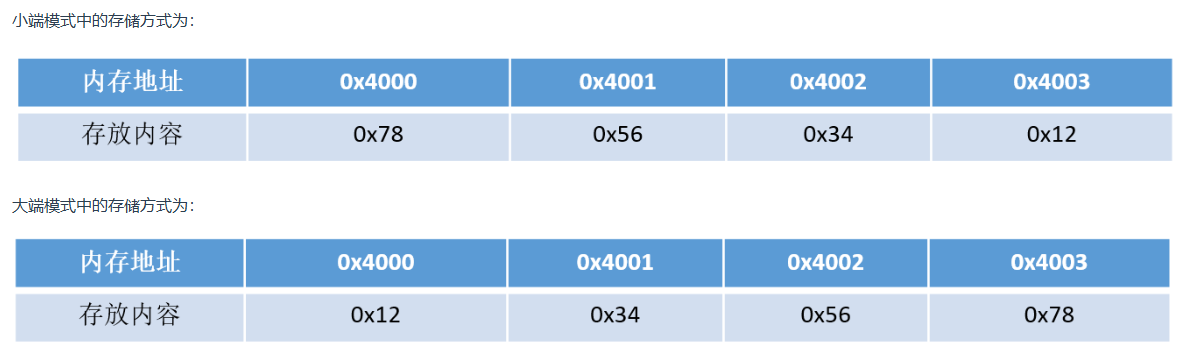 小端模式中的存储方式为：
内存地址 0x4000 0x4001 0x4002 0x4003
存放内容 0x78 0x56 0x34 0x12
大端模式中的存储方式为：
内存地址 0x4000 0x4001 0x4002 0x4003
存放内容 0x12 0x34 0x56 0x78